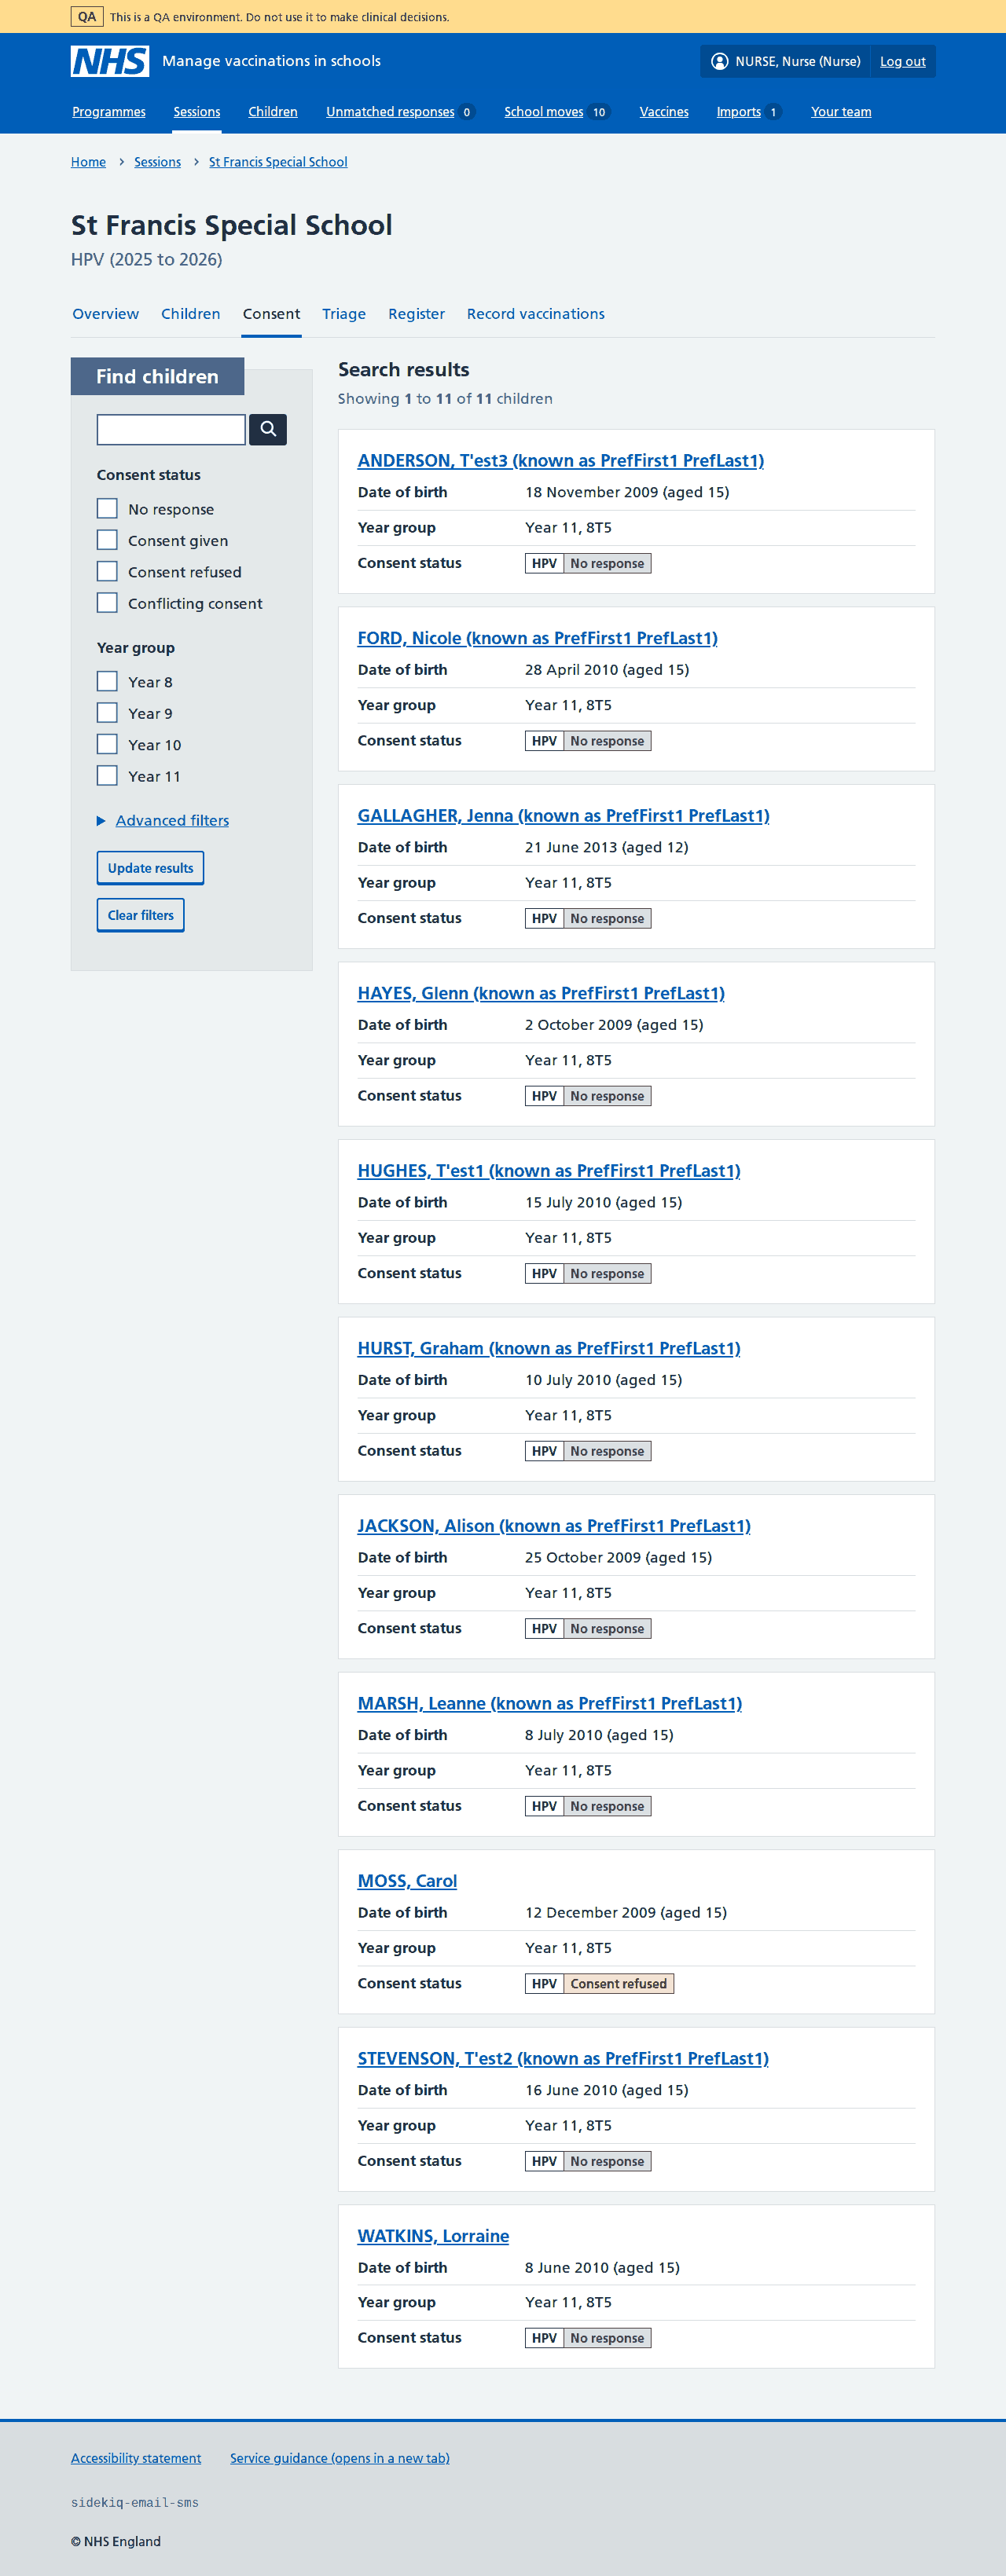 QA This is a QA environment. Do not use it to make clinical decisions.
NHS Manage vaccinations in schools NURSE, Nurse (Nurse) Log out
Programmes Sessions Children Unmatched responses 0 School moves 10 Vaccines Imports 1 Your team
Home Sessions St Francis Special School
St Francis Special School
HPV (2025 to 2026)
Overview Children Consent Triage Register Record vaccinations
Find children
Consent status
No response
Consent given
Consent refused
Conflicting consent
Year group
Year 8
Year 9
Year 10
Year 11
Advanced filters
Update results
Clear filters
Search results
Showing 1 to 11 of 11 children
ANDERSON, T'est3 (known as PrefFirst1 PrefLast1)
Date of birth 18 November 2009 (aged 15)
Year group Year 11, 8T5
Consent status HPV No response
FORD, Nicole (known as PrefFirst1 PrefLast1)
Date of birth 28 April 2010 (aged 15)
Year group Year 11, 8T5
Consent status HPV No response
GALLAGHER, Jenna (known as PrefFirst1 PrefLast1)
Date of birth 21 June 2013 (aged 12)
Year group Year 11, 8T5
Consent status HPV No response
HAYES, Glenn (known as PrefFirst1 PrefLast1)
Date of birth 2 October 2009 (aged 15)
Year group Year 11, 8T5
Consent status HPV No response
HUGHES, T'est1 (known as PrefFirst1 PrefLast1)
Date of birth 15 July 2010 (aged 15)
Year group Year 11, 8T5
Consent status HPV No response
HURST, Graham (known as PrefFirst1 PrefLast1)
Date of birth 10 July 2010 (aged 15)
Year group Year 11, 8T5
Consent status HPV No response
JACKSON, Alison (known as PrefFirst1 PrefLast1)
Date of birth 25 October 2009 (aged 15)
Year group Year 11, 8T5
Consent status HPV No response
MARSH, Leanne (known as PrefFirst1 PrefLast1)
Date of birth 8 July 2010 (aged 15)
Year group Year 11, 8T5
Consent status HPV No response
MOSS, Carol
Date of birth 12 December 2009 (aged 15)
Year group Year 11, 8T5
Consent status HPV Consent refused
STEVENSON, T'est2 (known as PrefFirst1 PrefLast1)
Date of birth 16 June 2010 (aged 15)
Year group Year 11, 8T5
Consent status HPV No response
WATKINS, Lorraine
Date of birth 8 June 2010 (aged 15)
Year group Year 11, 8T5
Consent status HPV No response
Accessibility statement Service guidance (opens in a new tab)
sidekiq-email-sms
© NHS England